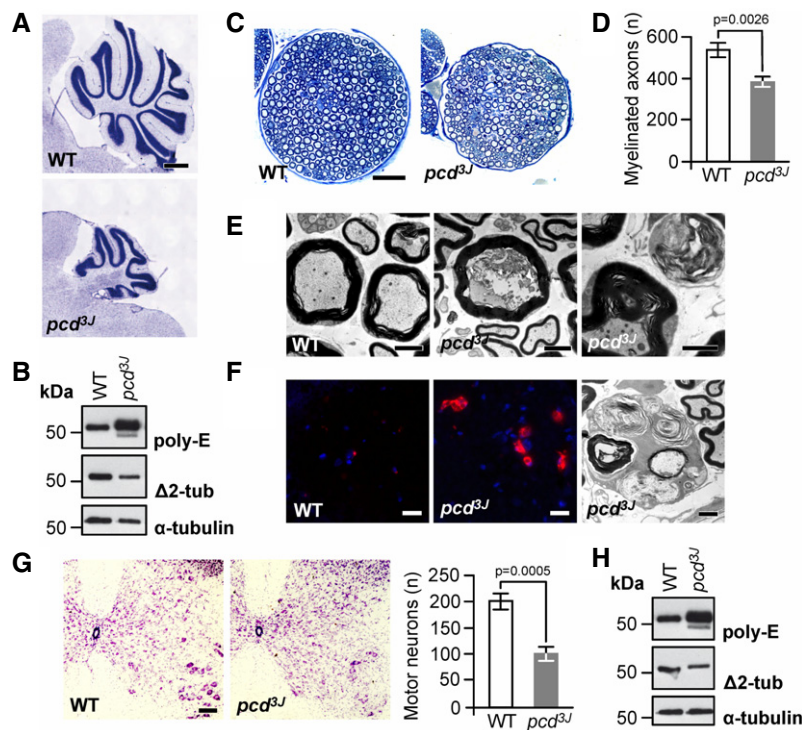 A
WT
pcd3J
B
kDa
WT
pcd3J
50
poly-E
50
Δ2-tub
50
α-tubulin
C
WT
pcd3J
D
p=0.0026
Myelinated axons (n)
600
400
200
0
WT
pcd3J
E
WT
pcd3J
pcd3J
F
WT
pcd3J
pcd3J
G
WT
pcd3J
p=0.0005
Motor neurons (n)
250
200
150
100
50
0
WT
pcd3J
H
kDa
WT
pcd3J
50
poly-E
50
Δ2-tub
50
α-tubulin